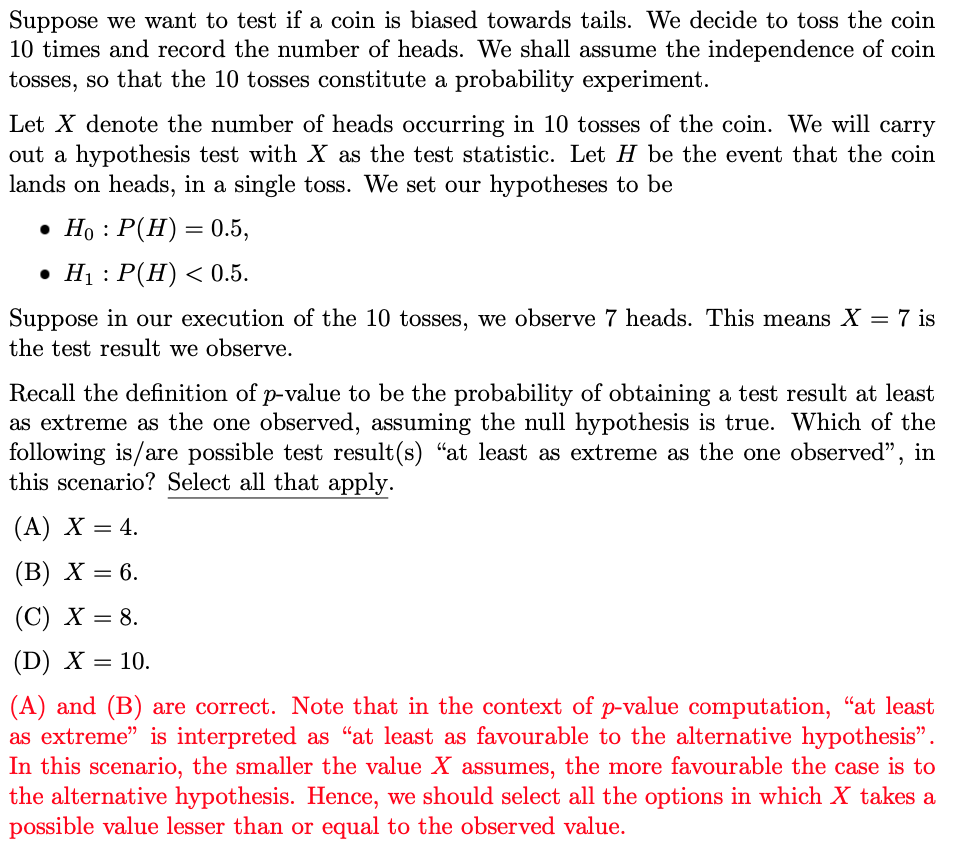 Suppose we want to test if a coin is biased towards tails. We decide to toss the coin
10 times and record the number of heads. We shall assume the independence of coin
tosses, so that the 10 tosses constitute a probability experiment.
Let X denote the number of heads occurring in 10 tosses of the coin. We will carry
out a hypothesis test with X as the test statistic. Let H be the event that the coin
lands on heads, in a single toss. We set our hypotheses to be
• H₀ : P(H) = 0.5,
• H₁ : P(H) < 0.5.
Suppose in our execution of the 10 tosses, we observe 7 heads. This means X = 7 is
the test result we observe.
Recall the definition of p-value to be the probability of obtaining a test result at least
as extreme as the one observed, assuming the null hypothesis is true. Which of the
following is/are possible test result(s) “at least as extreme as the one observed”, in
this scenario? Select all that apply.
(A) X = 4.
(B) X = 6.
(C) X = 8.
(D) X = 10.
(A) and (B) are correct. Note that in the context of p-value computation, “at least
as extreme” is interpreted as “at least as favourable to the alternative hypothesis”.
In this scenario, the smaller the value X assumes, the more favourable the case is to
the alternative hypothesis. Hence, we should select all the options in which X takes a
possible value lesser than or equal to the observed value.